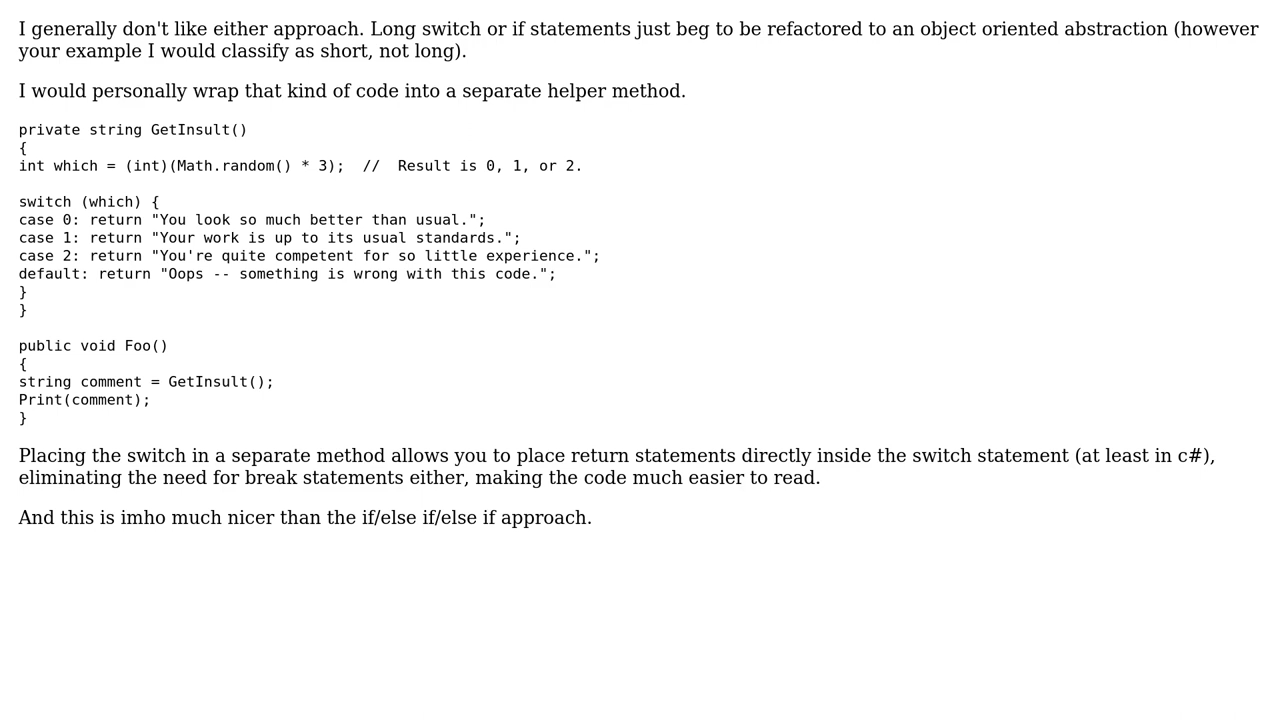 I generally don't like either approach. Long switch or if statements just beg to be refactored to an object oriented abstraction (however
your example I would classify as short, not long).
I would personally wrap that kind of code into a separate helper method.
private string GetInsult()
{
int which = (int)(Math.random() * 3);  //  Result is 0, 1, or 2.
switch (which) {
case 0: return "You look so much better than usual.";
case 1: return "Your work is up to its usual standards.";
case 2: return "You're quite competent for so little experience.";
default: return "Oops -- something is wrong with this code.";
}
}
public void Foo()
{
string comment = GetInsult();
Print(comment);
}
Placing the switch in a separate method allows you to place return statements directly inside the switch statement (at least in c#),
eliminating the need for break statements either, making the code much easier to read.
And this is imho much nicer than the if/else if/else if approach.